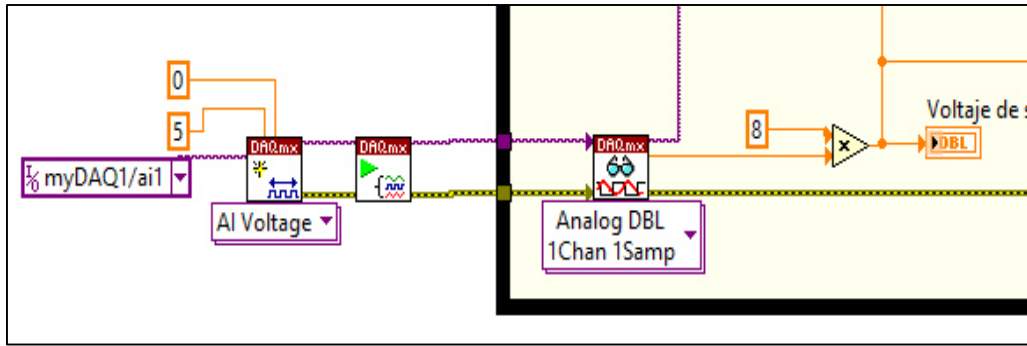 0
5
myDAQ1/ai1
DAQmx
AI Voltage
DAQmx
DAQmx
Analog DBL
1Chan 1Samp
8
x
Voltaje de
DBL